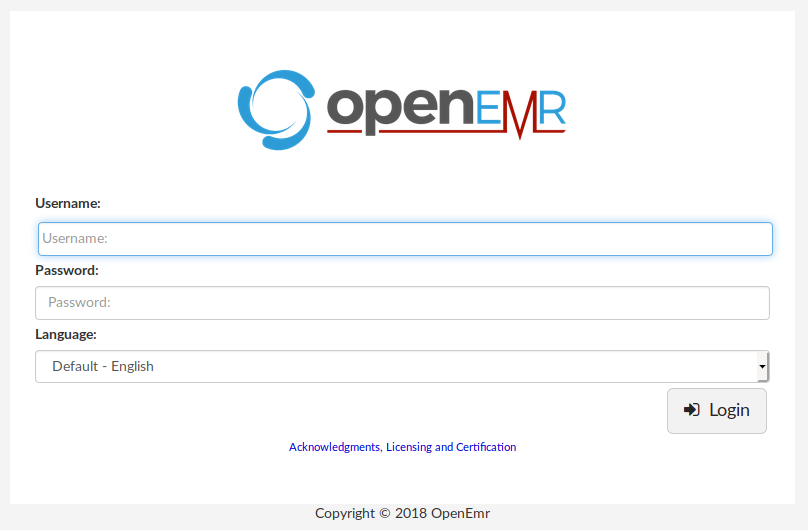 openEMR
Username:
Username:
Password:
Password:
Language:
Default - English
Login
Acknowledgments, Licensing and Certification
Copyright © 2018 OpenEmr